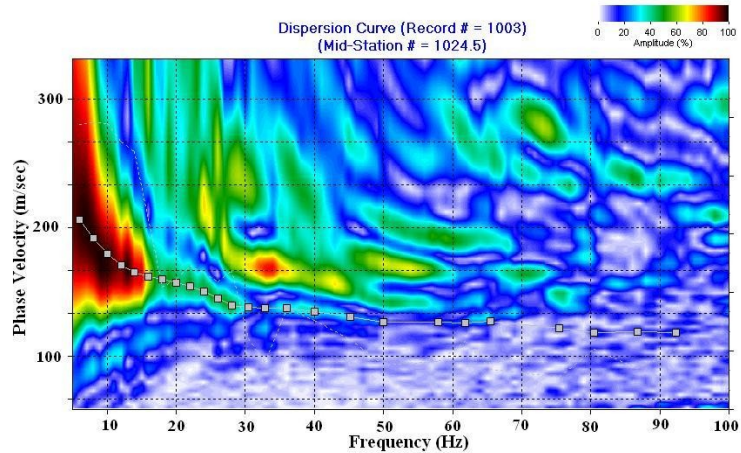 Dispersion Curve (Record # = 1003)
(Mid-Station # = 1024.5)
0 20 40 60 80 100
Amplitude (%)
300
200
100
Phase Velocity (m/sec)
10 20 30 40 50 60 70 80 90 100
Frequency (Hz)